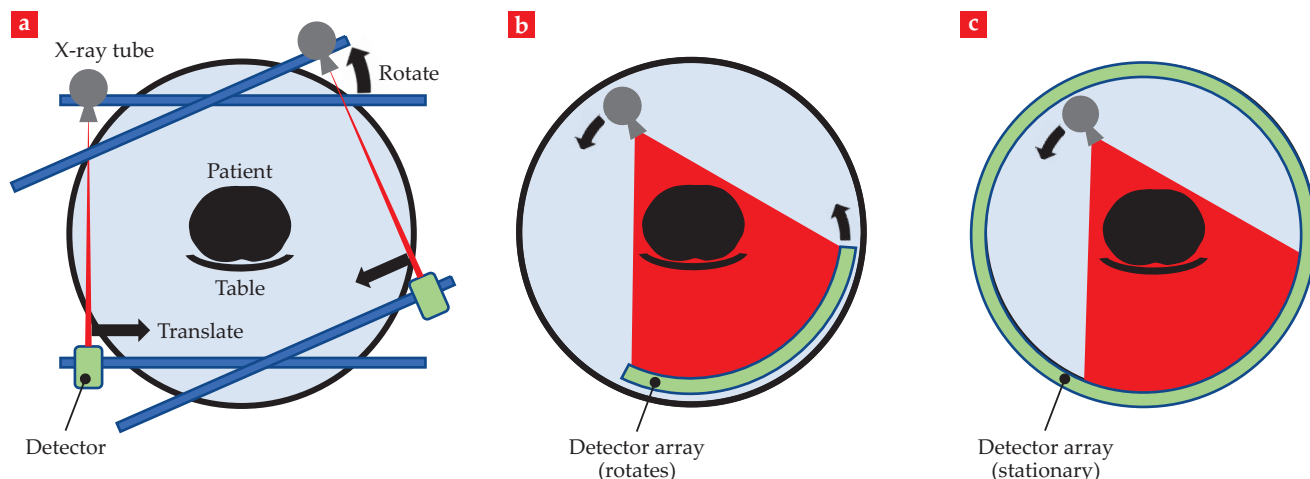 a
X-ray tube
Rotate
Patient
Table
Translate
Detector
b
Detector array
(rotates)
c
Detector array
(stationary)